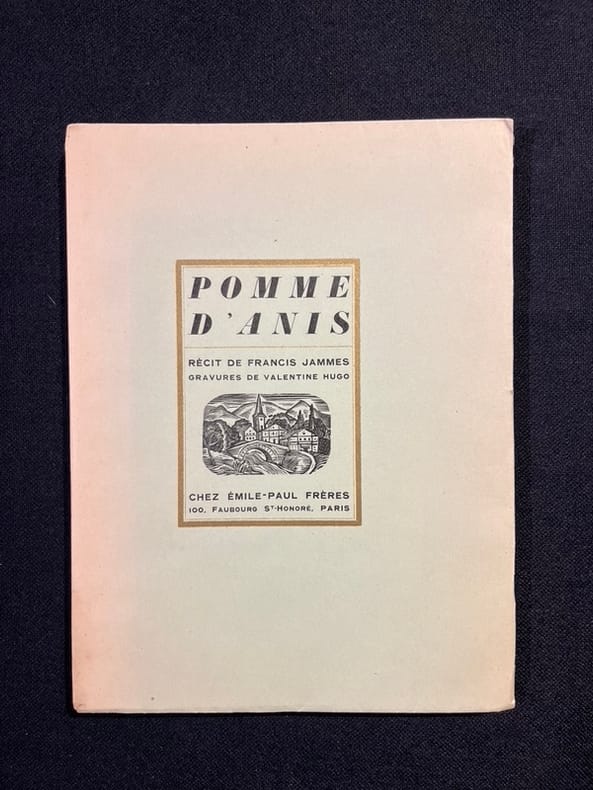 POMME
D'ANIS
RÉCIT DE FRANCIS JAMMES
GRAVURES DE VALENTINE HUGO
CHEZ ÉMILE-PAUL FRÈRES
100, FAUBOURG ST-HONORÉ, PARIS